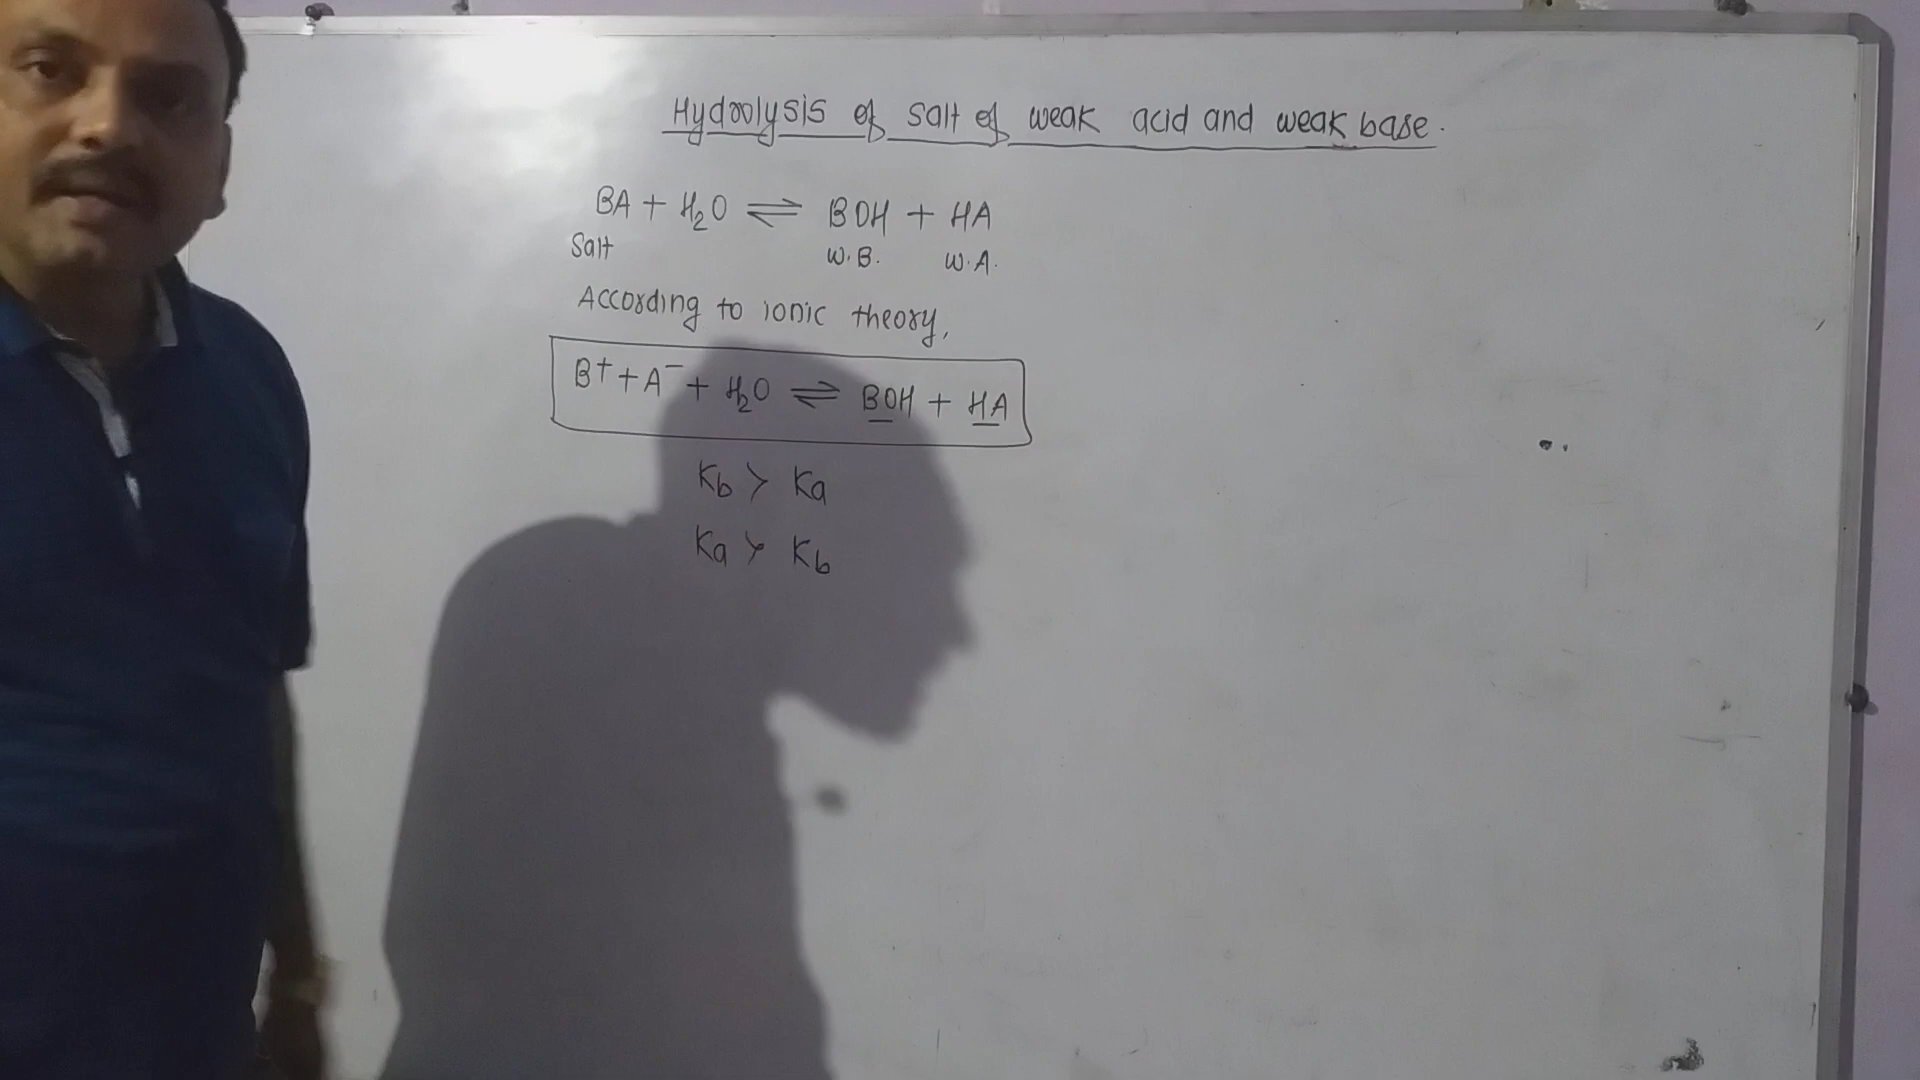 Hydrolysis of salt of weak acid and weak base.
BA + H₂O ⇌ BOH + HA
Salt W.B. W.A.
According to ionic theory,
B⁺ + A⁻ + H₂O ⇌ BOH + HA
Kb > Ka
Ka > Kb